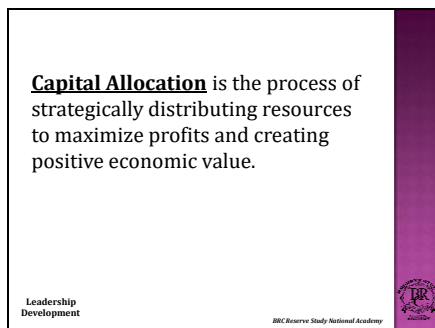 Capital Allocation is the process of
strategically distributing resources
to maximize profits and creating
positive economic value.
Leadership
Development
BRC Reserve Study National Academy
BRC